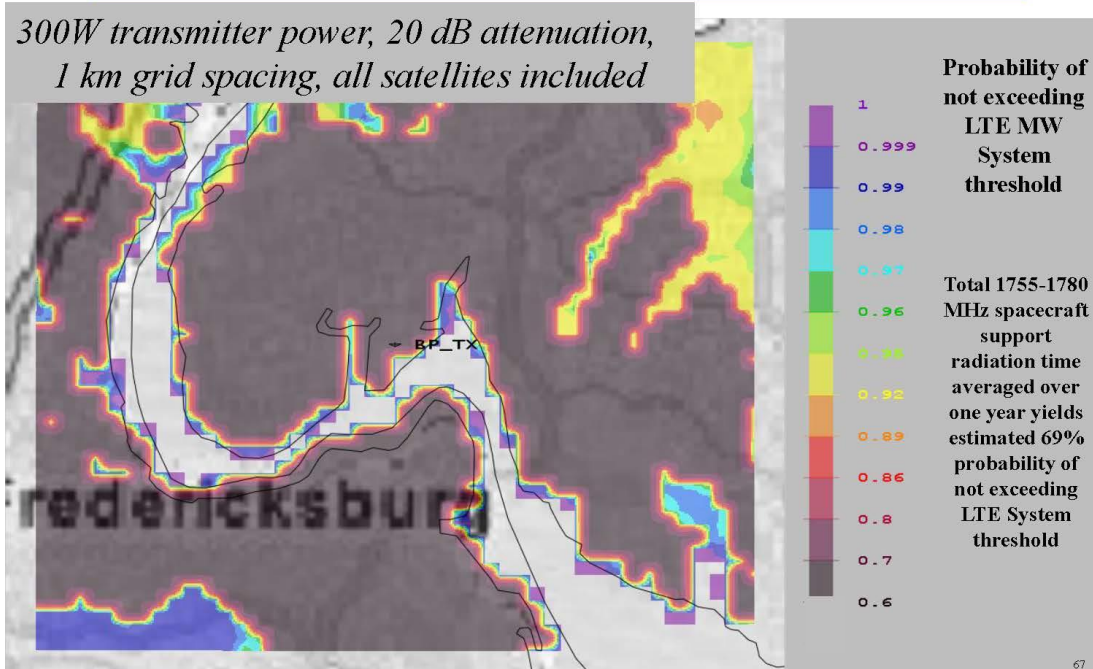 300W transmitter power, 20 dB attenuation,
1 km grid spacing, all satellites included
Probability of
not exceeding
LTE MW
System
threshold
1
0.999
0.99
0.98
0.97
0.96
0.95
0.92
0.89
0.86
0.8
0.7
0.6
Total 1755-1780
MHz spacecraft
support
radiation time
averaged over
one year yields
estimated 69%
probability of
not exceeding
LTE System
threshold
BP_TX
Fredericksburg
67